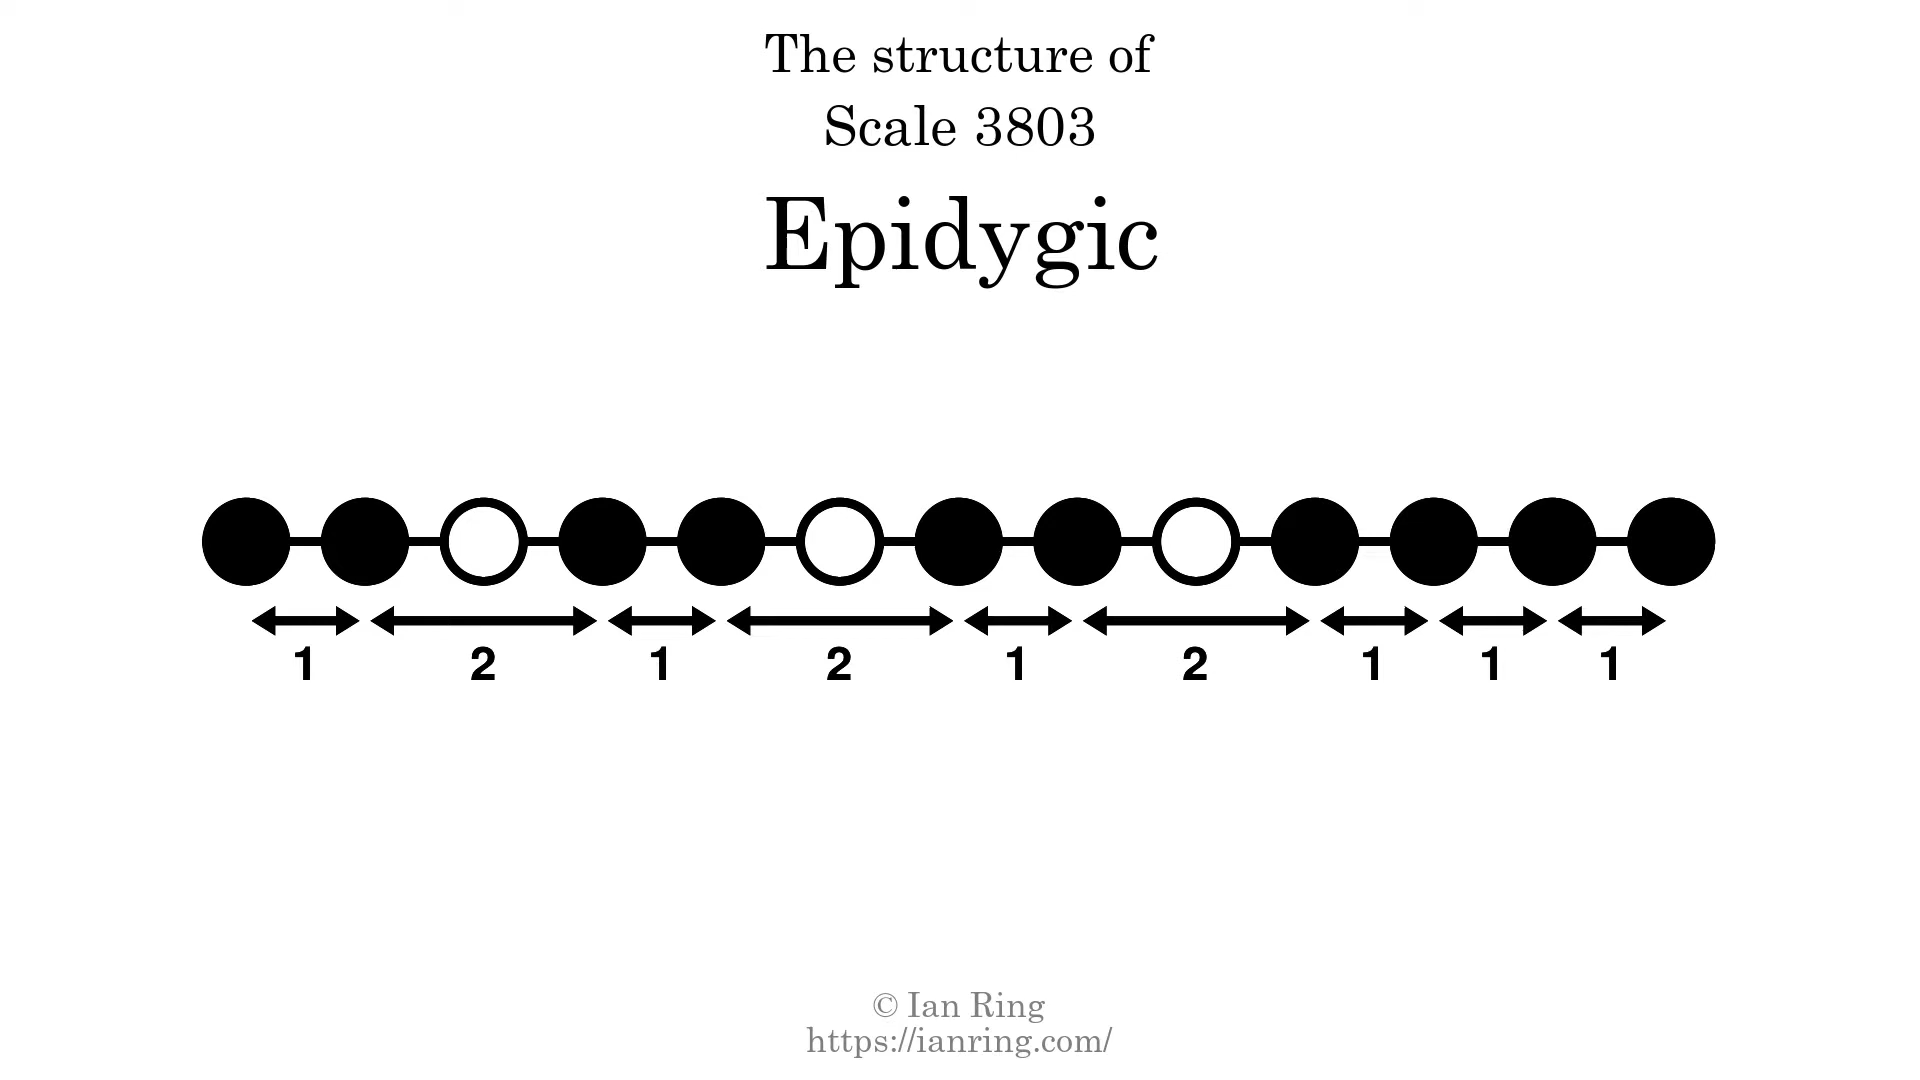 The structure of
Scale 3803
Epidygic
1 2 1 2 1 2 1 1 1
© Ian Ring
https://ianring.com/